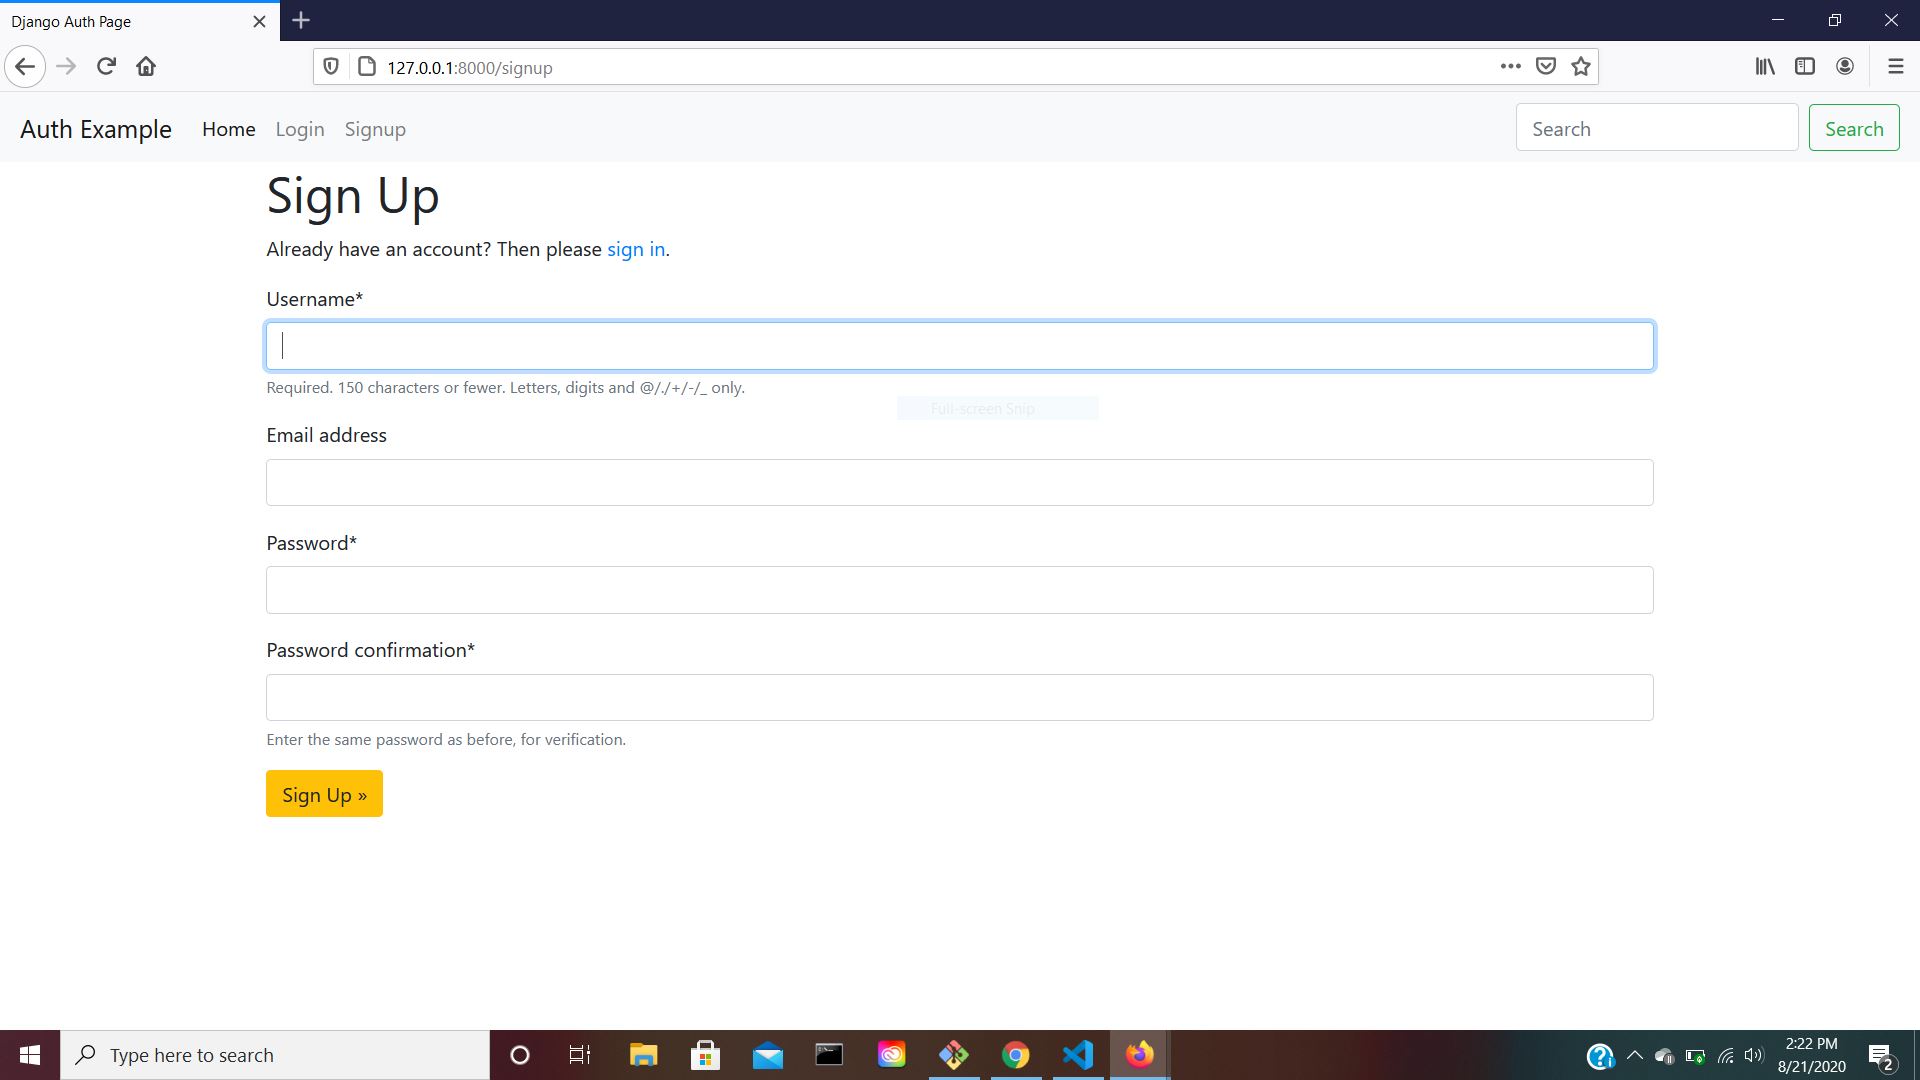 Django Auth Page
127.0.0.1:8000/signup
Auth Example Home Login Signup Search Search
Sign Up
Already have an account? Then please sign in.
Username*
Required. 150 characters or fewer. Letters, digits and @/./+/-/_ only.
Full-screen Snip
Email address
Password*
Password confirmation*
Enter the same password as before, for verification.
Sign Up »
Type here to search
2:22 PM
8/21/2020
2